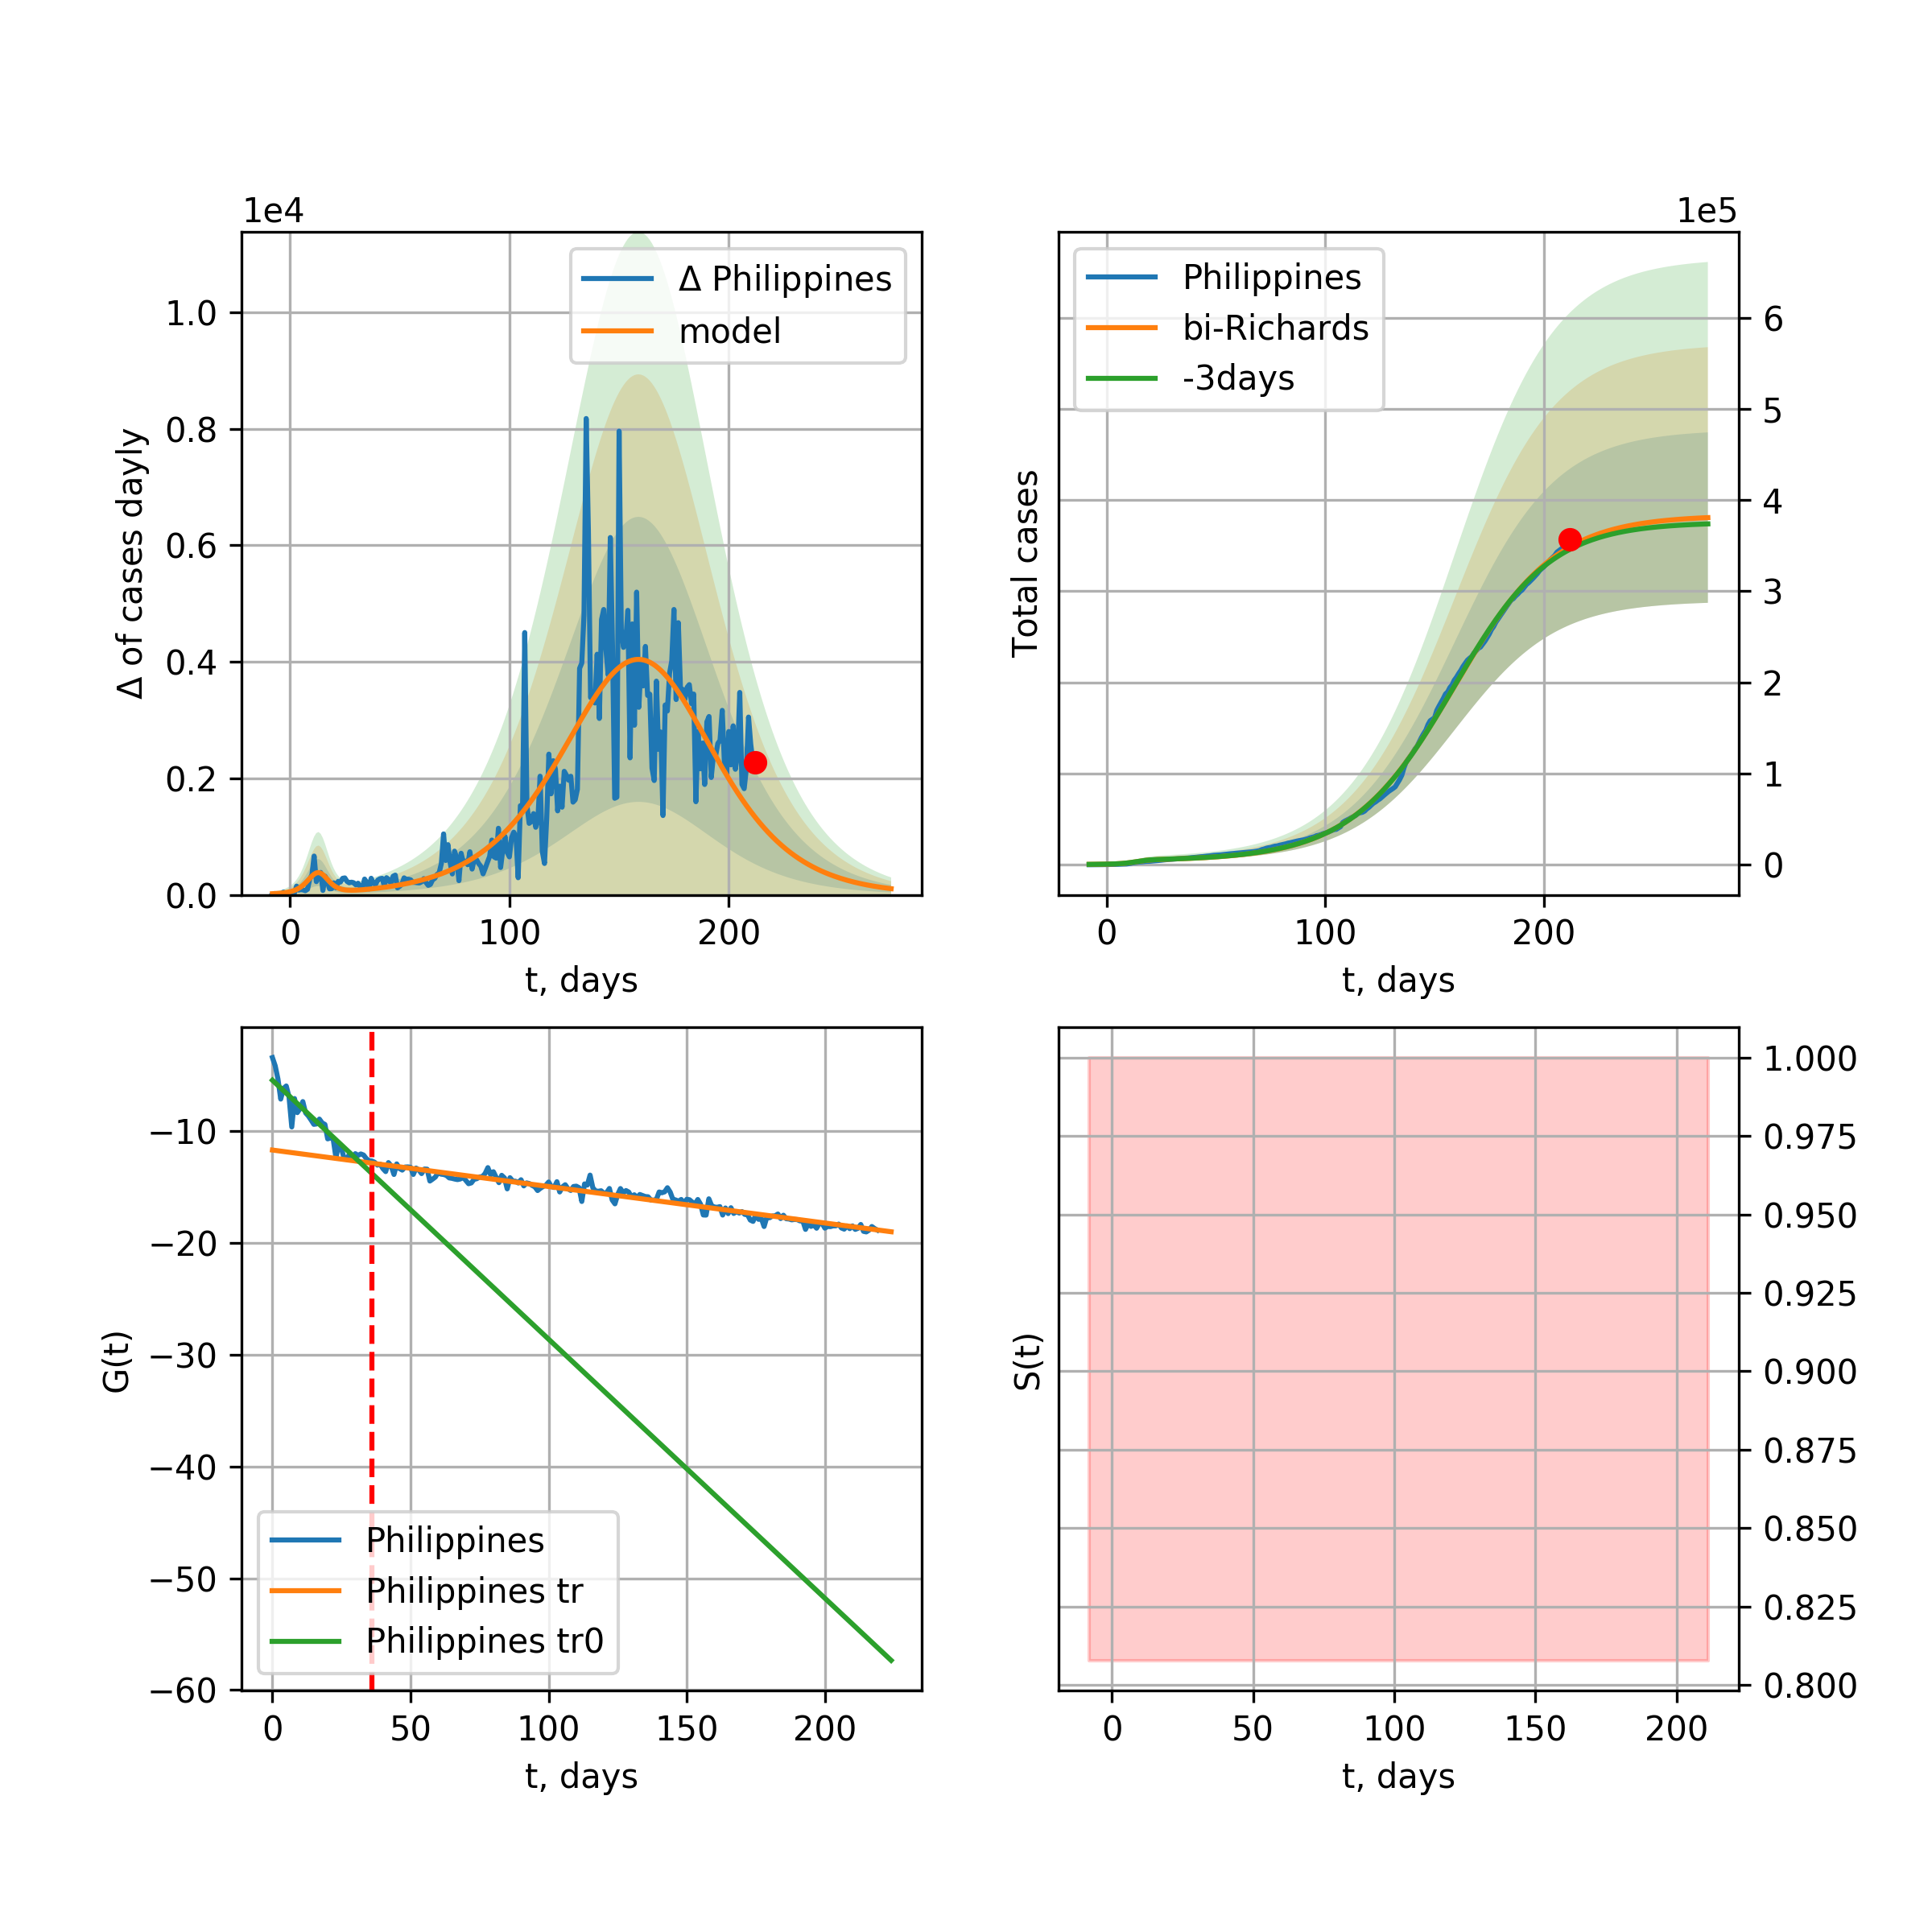 1e4
Δ of cases dayly
1.0
0.8
0.6
0.4
0.2
0.0
0 100 200
t, days
Δ Philippines
model
1e5
Total cases
6
5
4
3
2
1
0
0 100 200
t, days
Philippines
bi-Richards
-3days
G(t)
−10
−20
−30
−40
−50
−60
0 50 100 150 200
t, days
Philippines
Philippines tr
Philippines tr0
S(t)
1.000
0.975
0.950
0.925
0.900
0.875
0.850
0.825
0.800
0 50 100 150 200
t, days